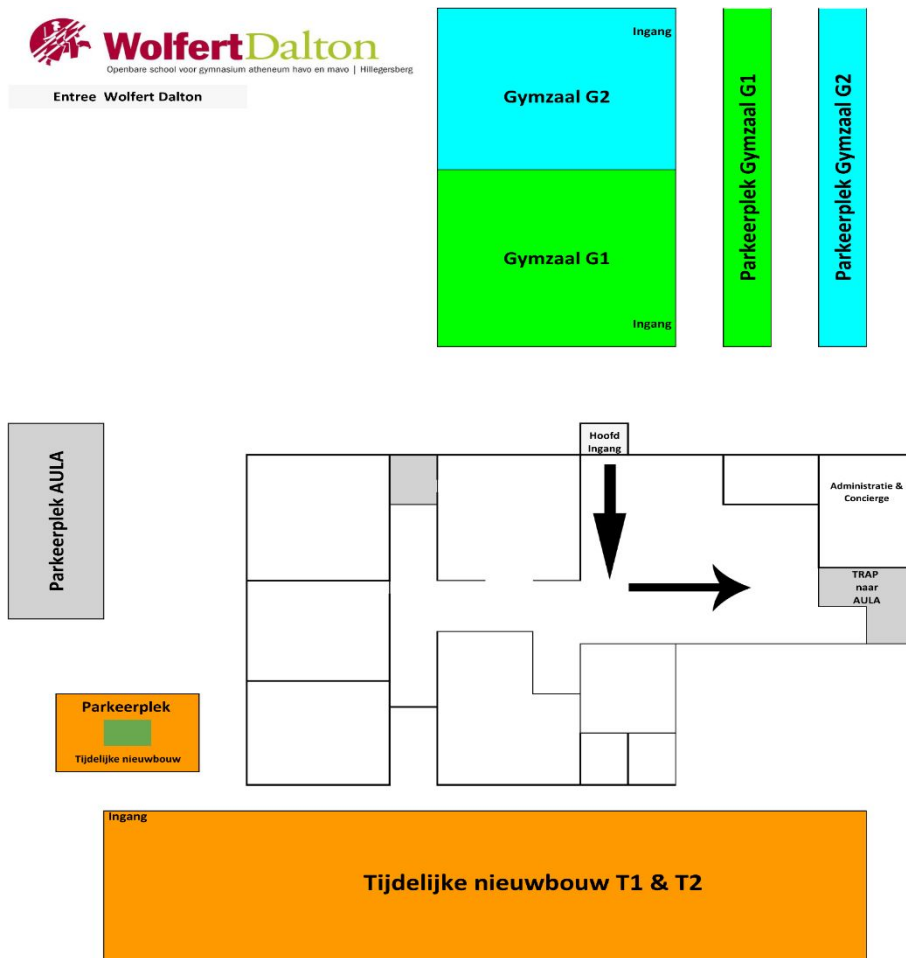 WolfertDalton
Openbare school voor gymnasium atheneum havo en mavo | Hillegersberg
Entree Wolfert Dalton
Ingang
Gymzaal G2
Gymzaal G1
Ingang
Parkeerplek Gymzaal G1
Parkeerplek Gymzaal G2
Parkeerplek AULA
Hoofd
Ingang
Administratie &
Concierge
TRAP
naar
AULA
Parkeerplek
Tijdelijke nieuwbouw
Ingang
Tijdelijke nieuwbouw T1 & T2